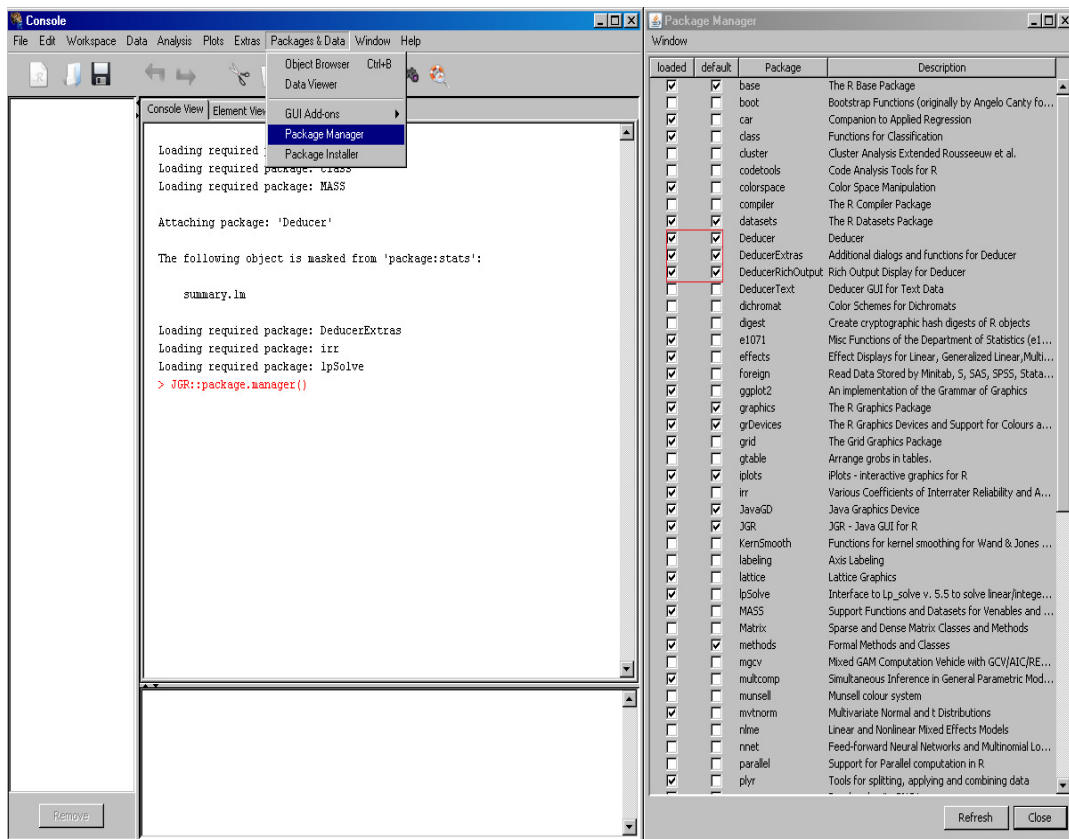 Console
File Edit Workspace Data Analysis Plots Extras Packages & Data Window Help
Object Browser Ctrl+B
Data Viewer
GUI Add-ons
Package Manager
Package Installer
Console View Element View
Loading required
Loading required package: class
Loading required package: MASS
Attaching package: 'Deducer'
The following object is masked from 'package:stats':
summary.lm
Loading required package: DeducerExtras
Loading required package: irr
Loading required package: lpSolve
> JGR::package.manager()
Remove
Package Manager
Window
loaded default Package Description
base The R Base Package
boot Bootstrap Functions (originally by Angelo Canty fo...
car Companion to Applied Regression
class Functions for Classification
cluster Cluster Analysis Extended Rousseeuw et al.
codetools Code Analysis Tools for R
colorspace Color Space Manipulation
compiler The R Compiler Package
datasets The R Datasets Package
Deducer Deducer
DeducerExtras Additional dialogs and functions for Deducer
DeducerRichOutput Rich Output Display for Deducer
DeducerText Deducer GUI for Text Data
dichromat Color Schemes for Dichromats
digest Create cryptographic hash digests of R objects
e1071 Misc Functions of the Department of Statistics (e1...
effects Effect Displays for Linear, Generalized Linear,Multi...
foreign Read Data Stored by Minitab, S, SAS, SPSS, Stata...
ggplot2 An implementation of the Grammar of Graphics
graphics The R Graphics Package
grDevices The R Graphics Devices and Support for Colours a...
grid The Grid Graphics Package
gtable Arrange grobs in tables.
iplots iPlots - interactive graphics for R
irr Various Coefficients of Interrater Reliability and A...
JavaGD Java Graphics Device
JGR JGR - Java GUI for R
KernSmooth Functions for kernel smoothing for Wand & Jones ...
labeling Axis Labeling
lattice Lattice Graphics
lpSolve Interface to Lp_solve v. 5.5 to solve linear/intege...
MASS Support Functions and Datasets for Venables and ...
Matrix Sparse and Dense Matrix Classes and Methods
methods Formal Methods and Classes
mgcv Mixed GAM Computation Vehicle with GCV/AIC/RE...
multcomp Simultaneous Inference in General Parametric Mod...
munsell Munsell colour system
mvtnorm Multivariate Normal and t Distributions
nlme Linear and Nonlinear Mixed Effects Models
nnet Feed-forward Neural Networks and Multinomial Lo...
parallel Support for Parallel computation in R
plyr Tools for splitting, applying and combining data
Refresh Close